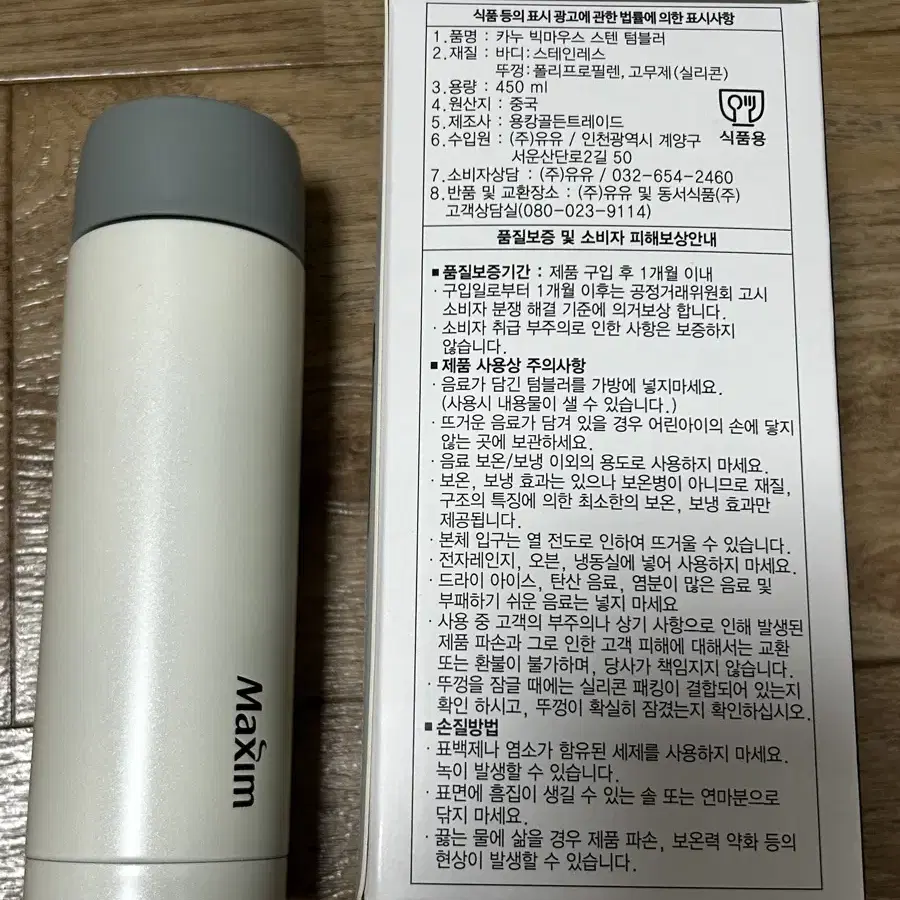 식품 등의 표시 광고에 관한 법률에 의한 표시사항
1.품명 : 카누 빅마우스 스텐 텀블러
2.재질 : 바디:스테인레스
뚜껑:폴리프로필렌,고무제(실리콘)
3.용량 : 450 ml
4.원산지 : 중국
5.제조사 : 용캉골든트레이드
6.수입원 : (주)유유 / 인천광역시 계양구
서운산단로2길 50
식품용
7.소비자상담 : (주)유유 / 032-654-2460
8.반품 및 교환장소 : (주)유유 및 동서식품(주)
고객상담실(080-023-9114)
품질보증 및 소비자 피해보상안내
■품질보증기간 : 제품 구입 후 1개월 이내
· 구입일로부터 1개월 이후는 공정거래위원회 고시
소비자 분쟁 해결 기준에 의거보상 합니다.
· 소비자 취급 부주의로 인한 사항은 보증하지
않습니다.
■제품 사용상 주의사항
· 음료가 담긴 텀블러를 가방에 넣지마세요.
(사용시 내용물이 샐 수 있습니다.)
· 뜨거운 음료가 담겨 있을 경우 어린아이의 손에 닿지
않는 곳에 보관하세요.
· 음료 보온/보냉 이외의 용도로 사용하지 마세요.
· 보온, 보냉 효과는 있으나 보온병이 아니므로 재질,
구조의 특징에 의한 최소한의 보온, 보냉 효과만
제공됩니다.
· 본체 입구는 열 전도로 인하여 뜨거울 수 있습니다.
· 전자레인지, 오븐, 냉동실에 넣어 사용하지 마세요.
· 드라이 아이스, 탄산 음료, 염분이 많은 음료 및
부패하기 쉬운 음료는 넣지 마세요
· 사용 중 고객의 부주의나 상기 사항으로 인해 발생된
제품 파손과 그로 인한 고객 피해에 대해서는 교환
또는 환불이 불가하며, 당사가 책임지지 않습니다.
· 뚜껑을 잠글 때에는 실리콘 패킹이 결합되어 있는지
확인 하시고, 뚜껑이 확실히 잠겼는지 확인하십시오.
■손질방법
· 표백제나 염소가 함유된 세제를 사용하지 마세요.
녹이 발생할 수 있습니다.
· 표면에 흠집이 생길 수 있는 솔 또는 연마분으로
닦지 마세요.
· 끓는 물에 삶을 경우 제품 파손, 보온력 약화 등의
현상이 발생할 수 있습니다.
Maxim